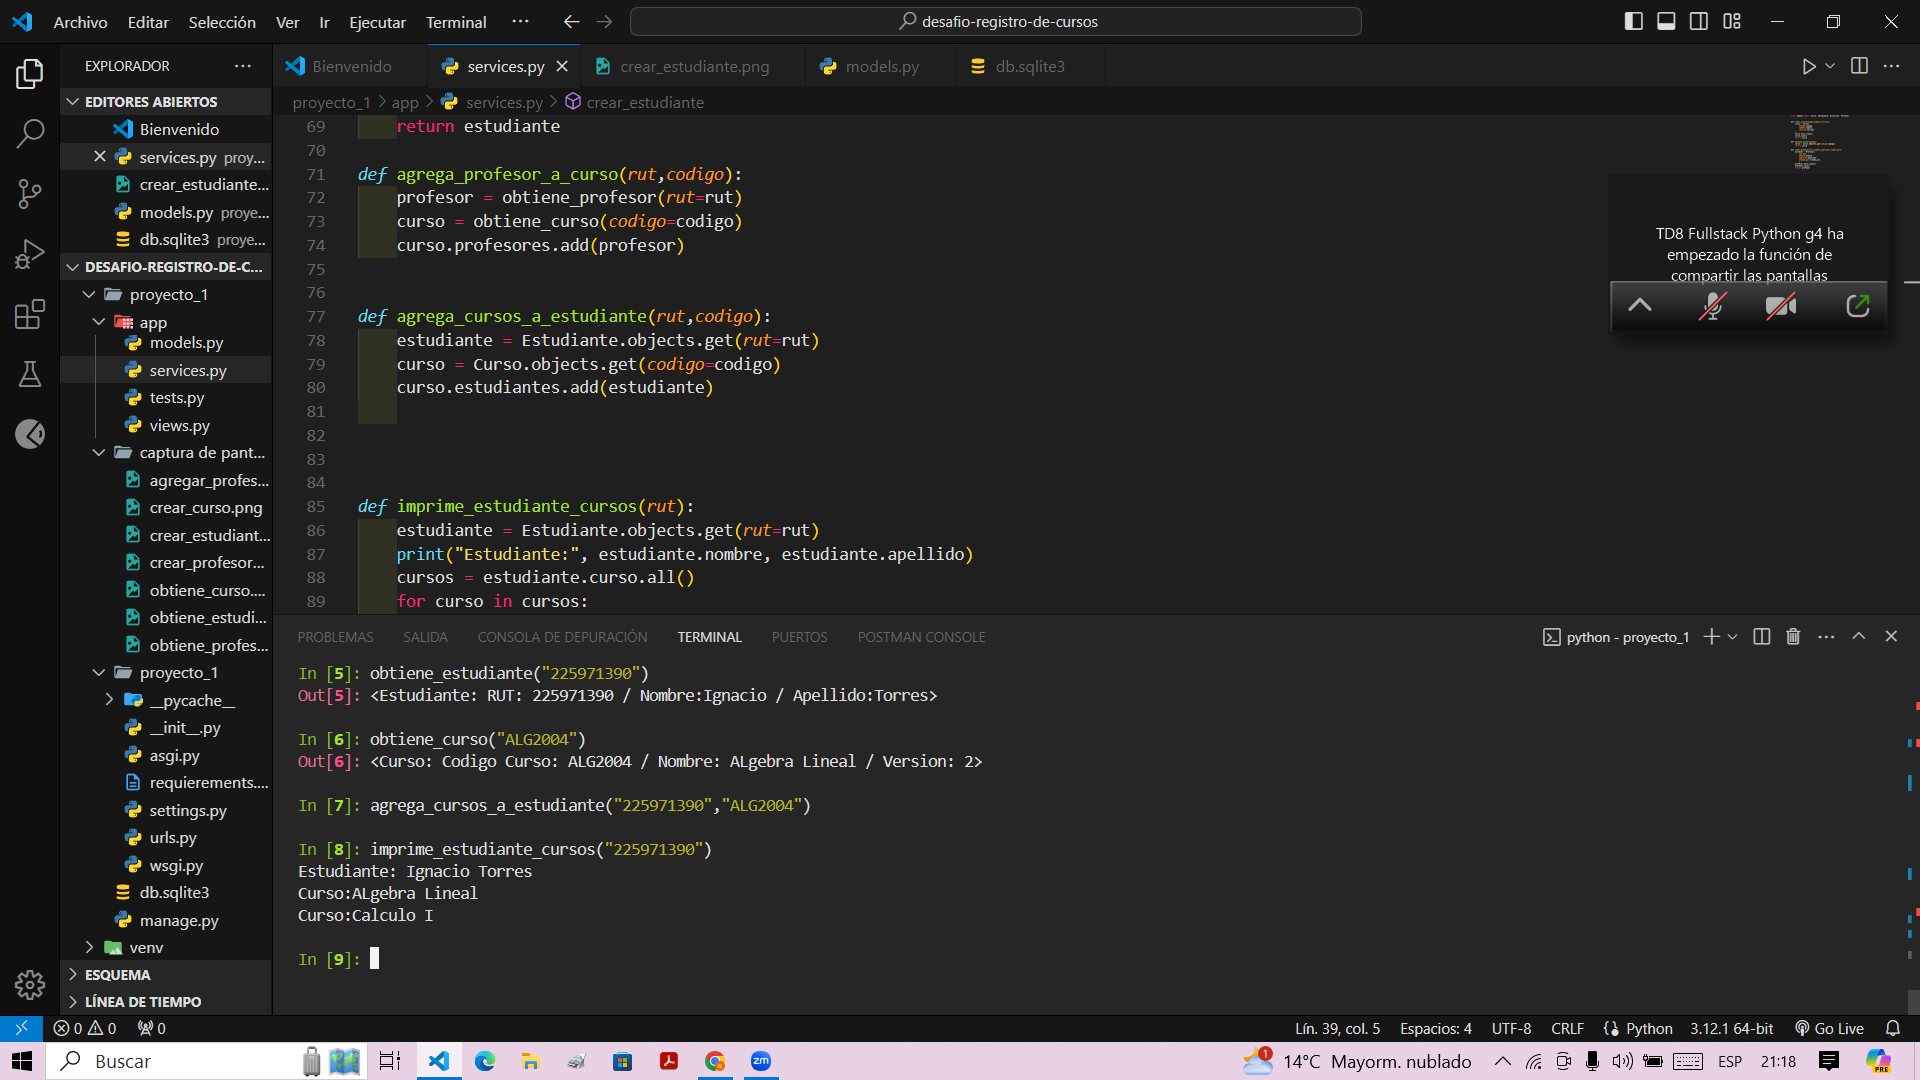 Archivo Editar Selección Ver Ir Ejecutar Terminal ··· desafio-registro-de-cursos
EXPLORADOR
EDITORES ABIERTOS
Bienvenido
services.py proy...
crear_estudiante...
models.py proye...
db.sqlite3 proye...
DESAFIO-REGISTRO-DE-C...
proyecto_1
app
models.py
services.py
tests.py
views.py
captura de pant...
agregar_profes...
crear_curso.png
crear_estudiant...
crear_profesor...
obtiene_curso....
obtiene_estudi...
obtiene_profes...
proyecto_1
__pycache__
__init__.py
asgi.py
requierements....
settings.py
urls.py
wsgi.py
db.sqlite3
manage.py
venv
ESQUEMA
LÍNEA DE TIEMPO
Bienvenido services.py crear_estudiante.png models.py db.sqlite3
proyecto_1 > app > services.py > crear_estudiante
69 return estudiante
70
71 def agrega_profesor_a_curso(rut,codigo):
72 profesor = obtiene_profesor(rut=rut)
73 curso = obtiene_curso(codigo=codigo)
74 curso.profesores.add(profesor)
75
76
77 def agrega_cursos_a_estudiante(rut,codigo):
78 estudiante = Estudiante.objects.get(rut=rut)
79 curso = Curso.objects.get(codigo=codigo)
80 curso.estudiantes.add(estudiante)
81
82
83
84
85 def imprime_estudiante_cursos(rut):
86 estudiante = Estudiante.objects.get(rut=rut)
87 print("Estudiante:", estudiante.nombre, estudiante.apellido)
88 cursos = estudiante.curso.all()
89 for curso in cursos:
TD8 Fullstack Python g4 ha
empezado la función de
compartir las pantallas
PROBLEMAS SALIDA CONSOLA DE DEPURACIÓN TERMINAL PUERTOS POSTMAN CONSOLE python - proyecto_1
In [5]: obtiene_estudiante("225971390")
Out[5]: <Estudiante: RUT: 225971390 / Nombre:Ignacio / Apellido:Torres>
In [6]: obtiene_curso("ALG2004")
Out[6]: <Curso: Codigo Curso: ALG2004 / Nombre: ALgebra Lineal / Version: 2>
In [7]: agrega_cursos_a_estudiante("225971390","ALG2004")
In [8]: imprime_estudiante_cursos("225971390")
Estudiante: Ignacio Torres
Curso:ALgebra Lineal
Curso:Calculo I
In [9]:
0 0 0 Lín. 39, col. 5 Espacios: 4 UTF-8 CRLF Python 3.12.1 64-bit Go Live
Buscar zm 1 14°C Mayorm. nublado ESP 21:18 PRE